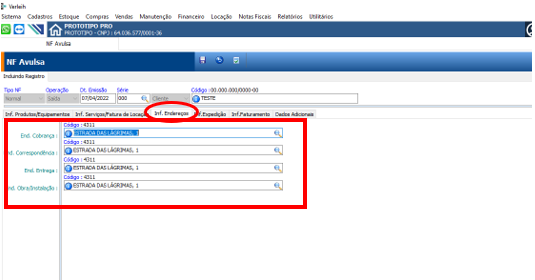 Verleih
Sistema Cadastros Estoque Compras Vendas Manutenção Financeiro Locação Notas Fiscais Relatórios Utilitários
PROTOTIPO PRO
PROTOTIPO - CNPJ : 64.036.577/0001-36
NF Avulsa
NF Avulsa
Incluindo Registro
Tipo NF Operação Dt. Emissão Série Código :00.000.000/0000-00
Normal Saída 07/04/2022 000 Cliente TESTE
Inf. Produtos/Equipamentos Inf. Serviços/Fatura de Locação Inf. Endereços Inf.Expedição Inf.Faturamento Dados Adicionais
Código : 4311
End. Cobrança : ESTRADA DAS LÁGRIMAS, 1
Código : 4311
End. Correspondência : ESTRADA DAS LÁGRIMAS, 1
Código : 4311
End. Entrega : ESTRADA DAS LÁGRIMAS, 1
Código : 4311
End. Obra/Instalação : ESTRADA DAS LÁGRIMAS, 1